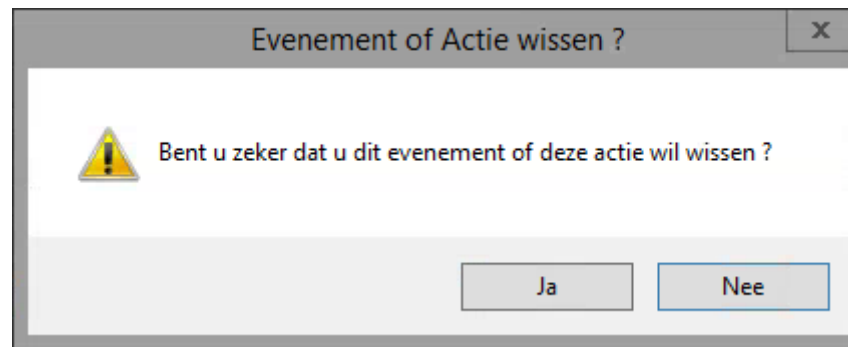 Evenement of Actie wissen ?
x
Bent u zeker dat u dit evenement of deze actie wil wissen ?
Ja
Nee